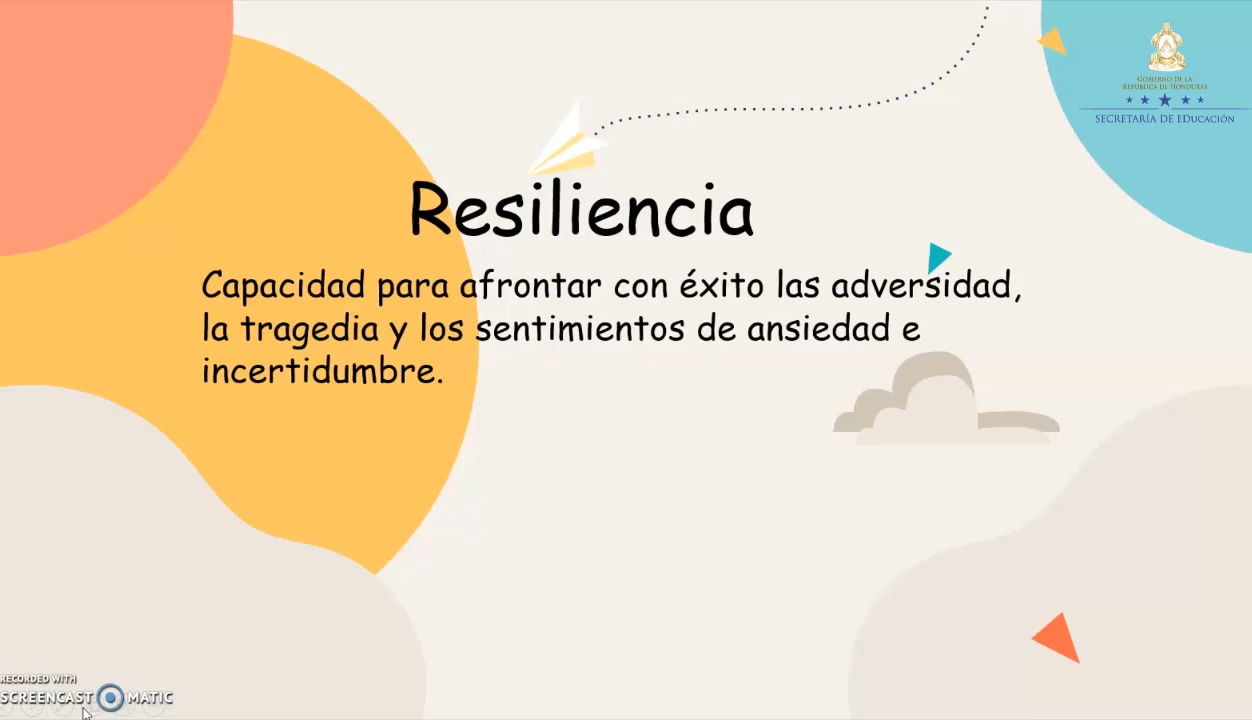 GOBIERNO DE LA
REPÚBLICA DE HONDURAS
SECRETARÍA DE EDUCACIÓN
Resiliencia
Capacidad para afrontar con éxito las adversidad,
la tragedia y los sentimientos de ansiedad e
incertidumbre.
RECORDED WITH
SCREENCAST MATIC